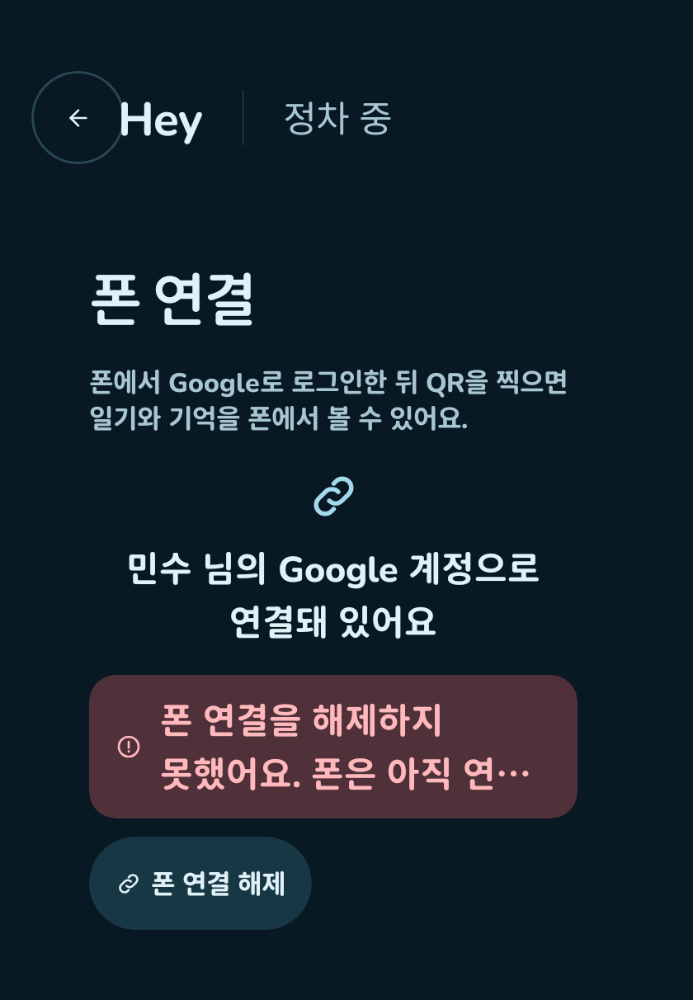 Hey
정차 중
폰 연결
폰에서 Google로 로그인한 뒤 QR을 찍으면
일기와 기억을 폰에서 볼 수 있어요.
민수 님의 Google 계정으로
연결돼 있어요
폰 연결을 해제하지
못했어요. 폰은 아직 연…
폰 연결 해제